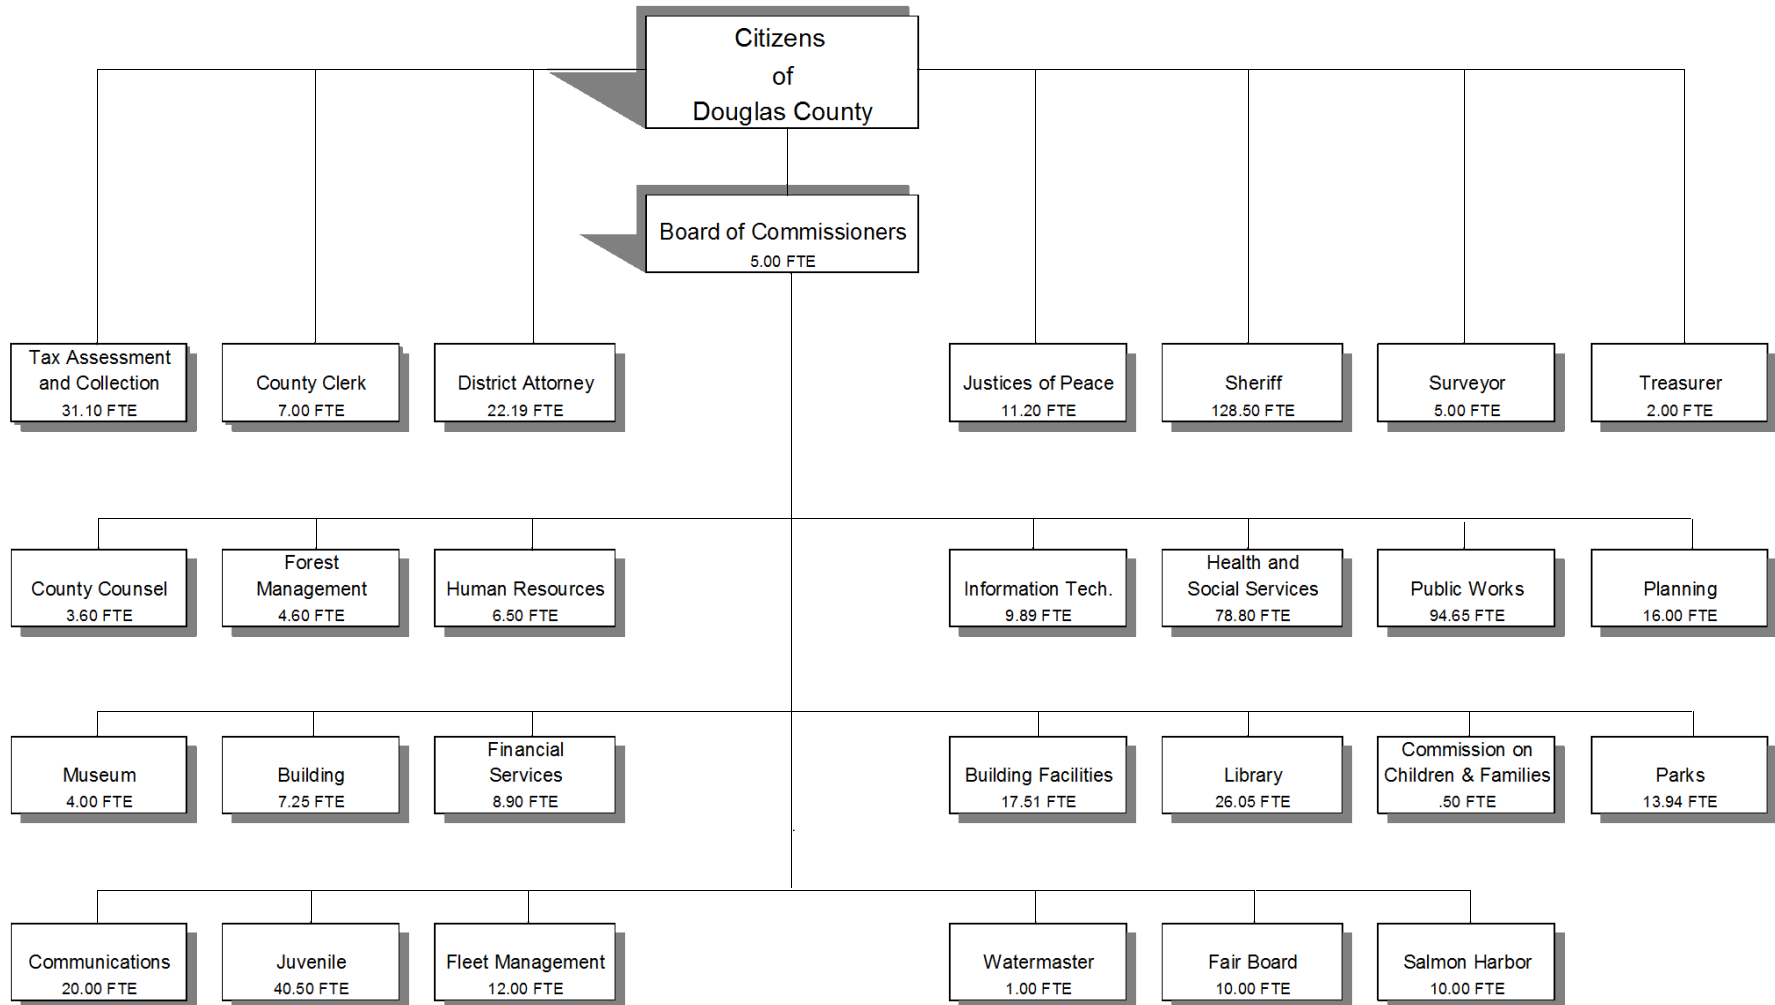 Citizens
of
Douglas County
Board of Commissioners
5.00 FTE
Tax Assessment
and Collection
31.10 FTE
County Clerk
7.00 FTE
District Attorney
22.19 FTE
Justices of Peace
11.20 FTE
Sheriff
128.50 FTE
Surveyor
5.00 FTE
Treasurer
2.00 FTE
County Counsel
3.60 FTE
Forest
Management
4.60 FTE
Human Resources
6.50 FTE
Information Tech.
9.89 FTE
Health and
Social Services
78.80 FTE
Public Works
94.65 FTE
Planning
16.00 FTE
Museum
4.00 FTE
Building
7.25 FTE
Financial
Services
8.90 FTE
Building Facilities
17.51 FTE
Library
26.05 FTE
Commission on
Children & Families
.50 FTE
Parks
13.94 FTE
Communications
20.00 FTE
Juvenile
40.50 FTE
Fleet Management
12.00 FTE
Watermaster
1.00 FTE
Fair Board
10.00 FTE
Salmon Harbor
10.00 FTE